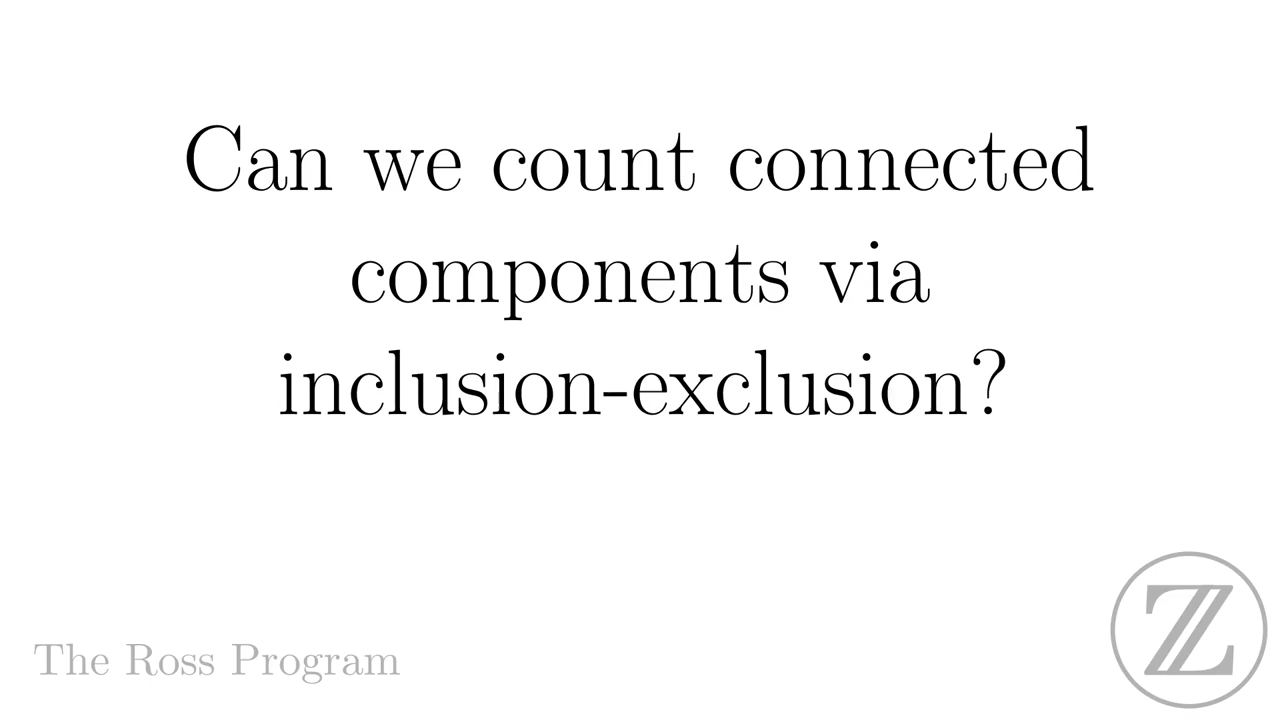 Can we count connected
components via
inclusion-exclusion?
The Ross Program
ℤ